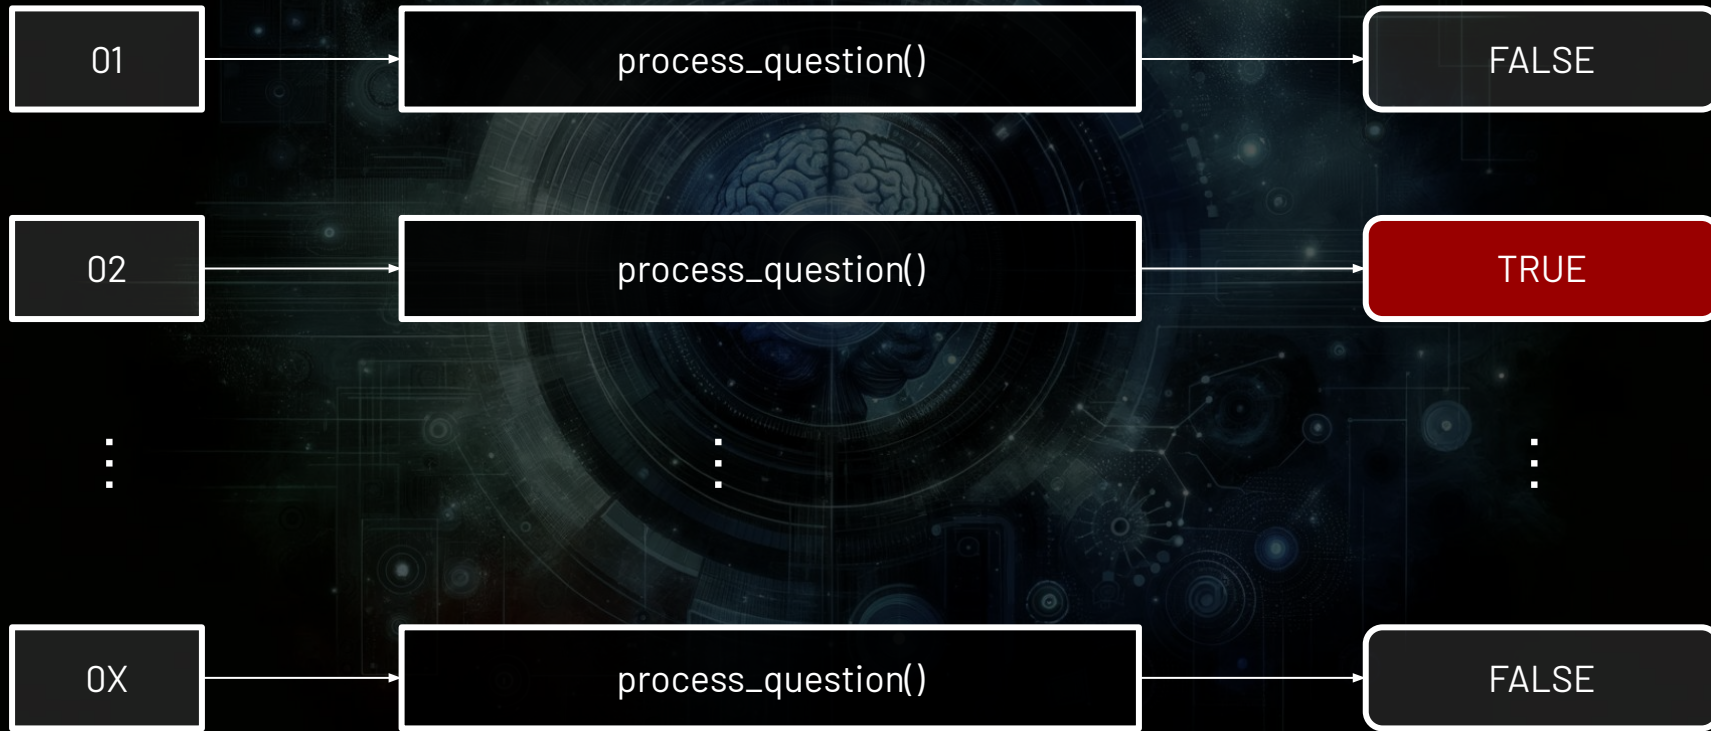 01
process_question()
FALSE
02
process_question()
TRUE
0X
process_question()
FALSE